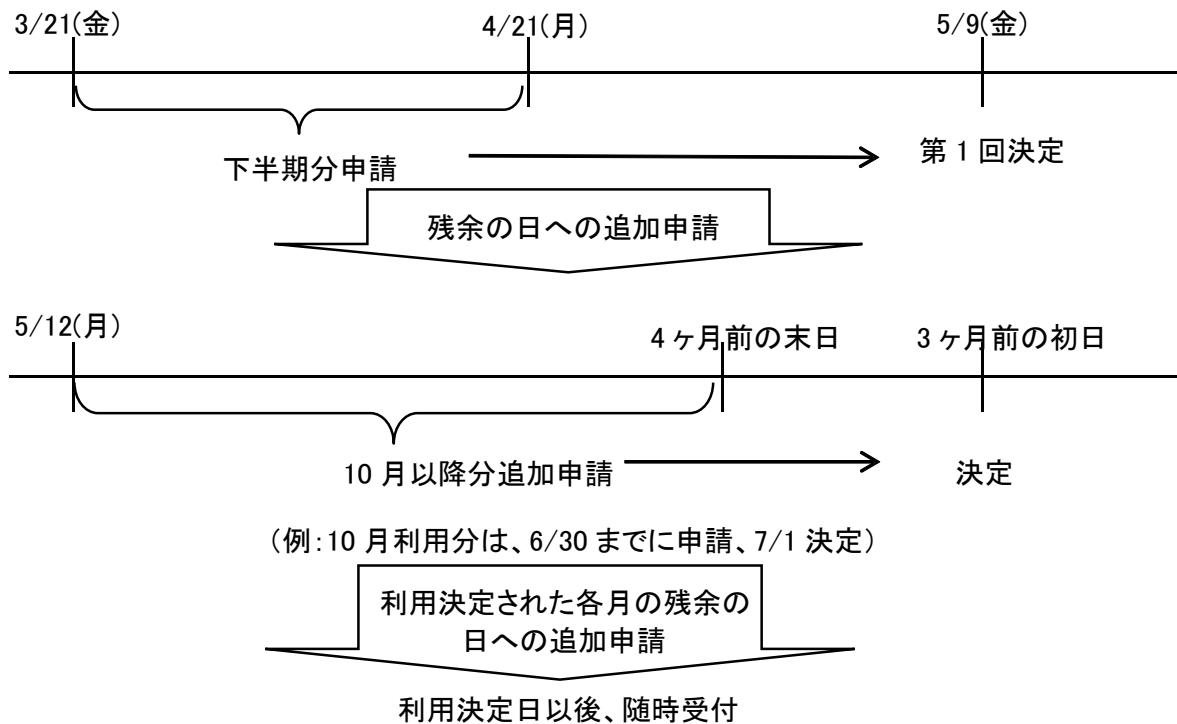 3/21(金)
4/21(月)
5/9(金)
下半期分申請
第1回決定
残余の日への追加申請
5/12(月)
4ヶ月前の末日
3ヶ月前の初日
10月以降分追加申請
決定
(例:10月利用分は、6/30までに申請、7/1決定)
利用決定された各月の残余の
日への追加申請
利用決定日以後、随時受付